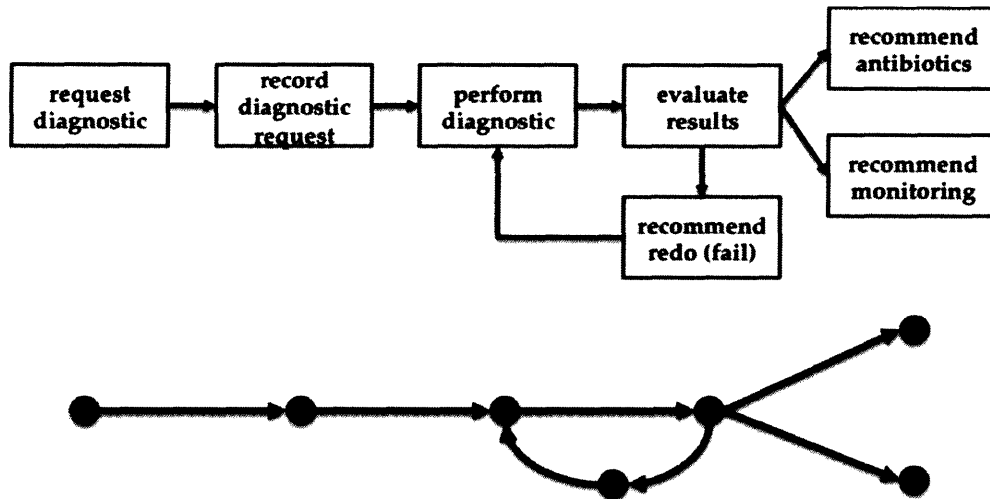 request
diagnostic
record
diagnostic
request
perform
diagnostic
evaluate
results
recommend
antibiotics
recommend
monitoring
recommend
redo (fail)